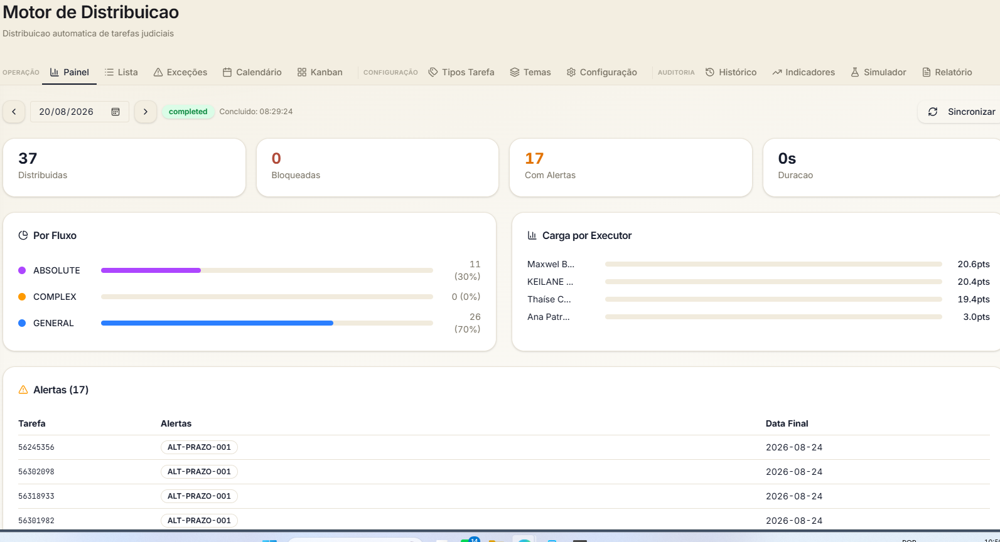 Motor de Distribuicao
Distribuicao automatica de tarefas judiciais
OPERAÇÃO Painel Lista Exceções Calendário Kanban CONFIGURAÇÃO Tipos Tarefa Temas Configuração AUDITORIA Histórico Indicadores Simulador Relatório
20/08/2026 completed Concluido: 08:29:24 Sincronizar
37 0 17 0s
Distribuidas Bloqueadas Com Alertas Duracao
Por Fluxo
ABSOLUTE 11 (30%)
COMPLEX 0 (0%)
GENERAL 26 (70%)
Carga por Executor
Maxwel B... 20.6pts
KEILANE ... 20.4pts
Thaíse C... 19.4pts
Ana Patr... 3.0pts
Alertas (17)
Tarefa Alertas Data Final
56245356 ALT-PRAZO-001 2026-08-24
56302098 ALT-PRAZO-001 2026-08-24
56318933 ALT-PRAZO-001 2026-08-24
56301982 ALT-PRAZO-001 2026-08-24
14